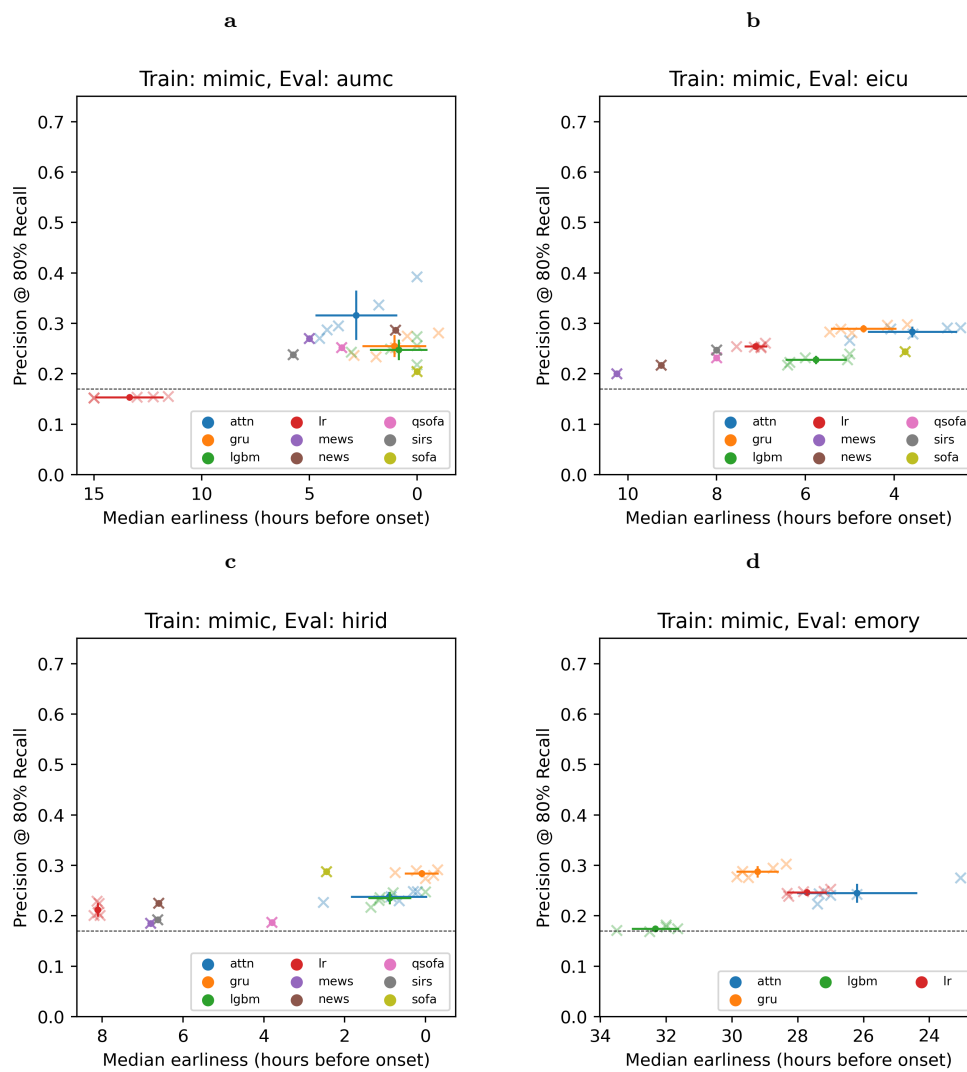 a
Train: mimic, Eval: aumc
Precision @ 80% Recall
0.7
0.6
0.5
0.4
0.3
0.2
0.1
0.0
attn lr qsofa
gru mews sirs
lgbm news sofa
15 10 5 0
Median earliness (hours before onset)
b
Train: mimic, Eval: eicu
Precision @ 80% Recall
0.7
0.6
0.5
0.4
0.3
0.2
0.1
0.0
attn lr qsofa
gru mews sirs
lgbm news sofa
10 8 6 4
Median earliness (hours before onset)
c
Train: mimic, Eval: hirid
Precision @ 80% Recall
0.7
0.6
0.5
0.4
0.3
0.2
0.1
0.0
attn lr qsofa
gru mews sirs
lgbm news sofa
8 6 4 2 0
Median earliness (hours before onset)
d
Train: mimic, Eval: emory
Precision @ 80% Recall
0.7
0.6
0.5
0.4
0.3
0.2
0.1
0.0
attn lgbm lr
gru
34 32 30 28 26 24
Median earliness (hours before onset)